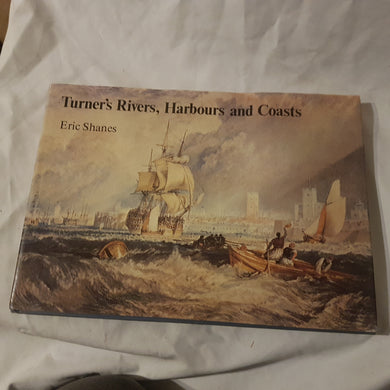 Turner's Rivers, Harbours and Coasts
Eric Shanes